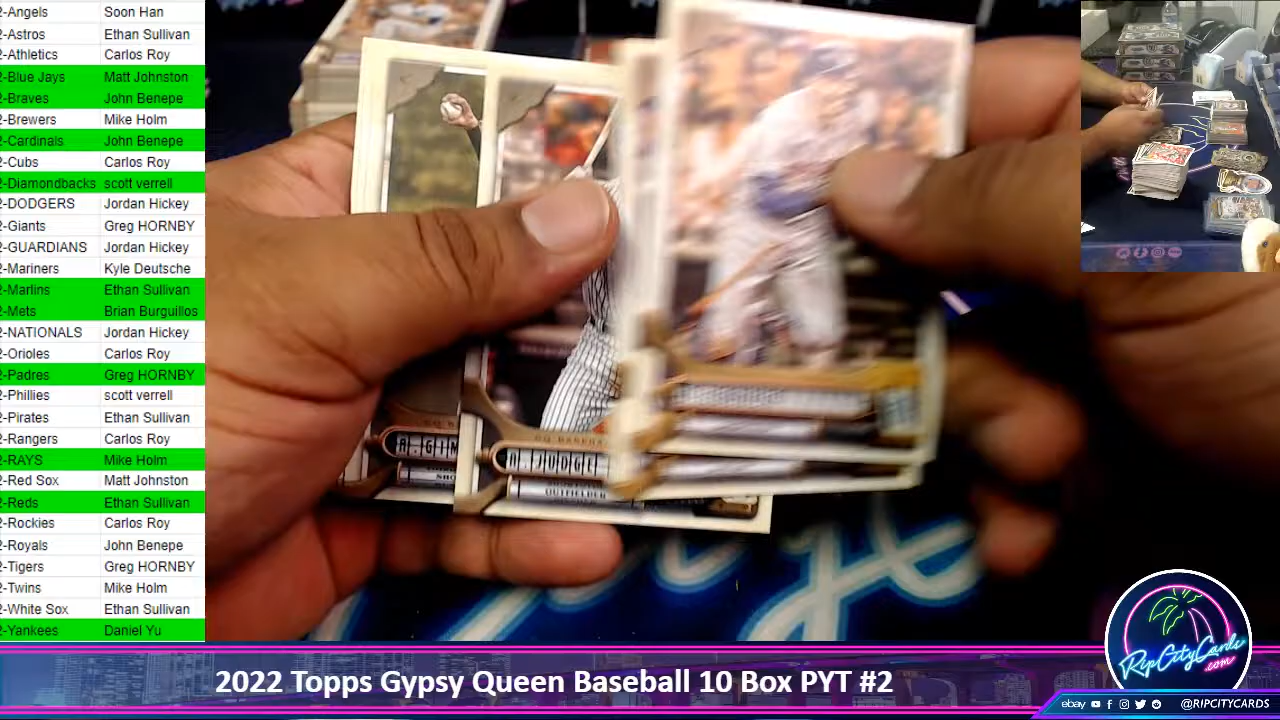 2-Angels Soon Han
2-Astros Ethan Sullivan
2-Athletics Carlos Roy
2-Blue Jays Matt Johnston
2-Braves John Benepe
2-Brewers Mike Holm
2-Cardinals John Benepe
2-Cubs Carlos Roy
2-Diamondbacks scott verrell
2-DODGERS Jordan Hickey
2-Giants Greg HORNBY
2-GUARDIANS Jordan Hickey
2-Mariners Kyle Deutsche
2-Marlins Ethan Sullivan
2-Mets Brian Burguillos
2-NATIONALS Jordan Hickey
2-Orioles Carlos Roy
2-Padres Greg HORNBY
2-Phillies scott verrell
2-Pirates Ethan Sullivan
2-Rangers Carlos Roy
2-RAYS Mike Holm
2-Red Sox Matt Johnston
2-Reds Ethan Sullivan
2-Rockies Carlos Roy
2-Royals John Benepe
2-Tigers Greg HORNBY
2-Twins Mike Holm
2-White Sox Ethan Sullivan
2-Yankees Daniel Yu
A. JUDGE
OUTFIELDER
RipCityCards
.com
2022 Topps Gypsy Queen Baseball 10 Box PYT #2
ebay @RIPCITYCARDS